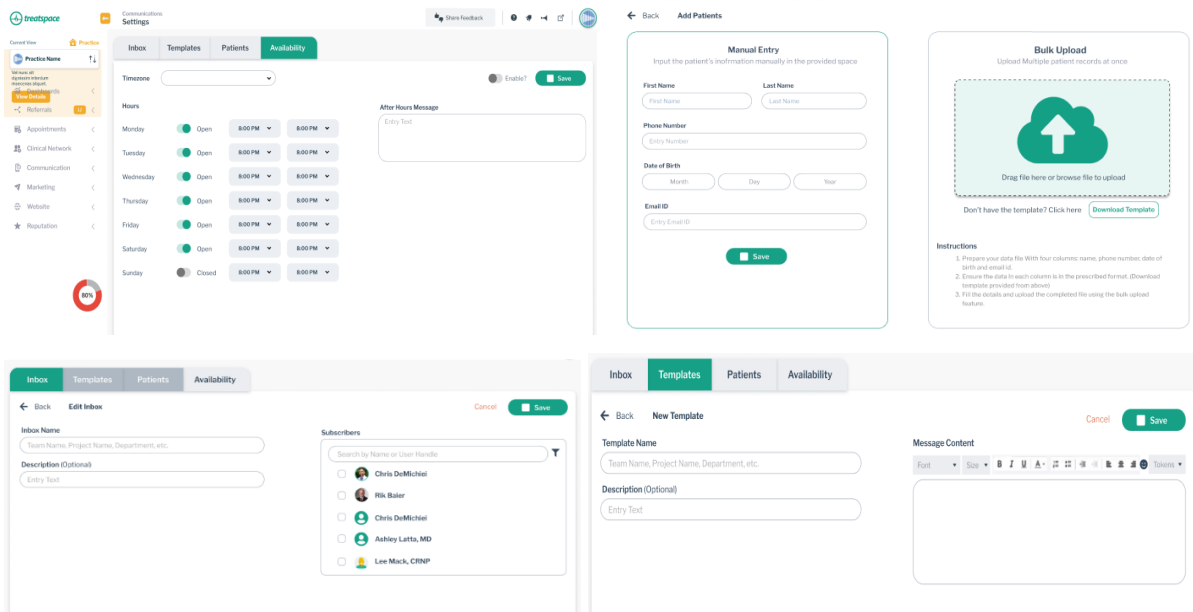 treatspace
Communications
Settings
Share Feedback
Current View
Practice
Practice Name
Vel nunc sit
dignissim interdum
maecenas aliquet.
Dashboards
View Details
Referrals
Appointments
Clinical Network
Communication
Marketing
Website
Reputation
80%
Inbox Templates Patients Availability
Timezone
Enable?
Save
Hours
After Hours Message
Entry Text
Monday Open 8:00 PM 8:00 PM
Tuesday Open 8:00 PM 8:00 PM
Wednesday Open 8:00 PM 8:00 PM
Thursday Open 8:00 PM 8:00 PM
Friday Open 8:00 PM 8:00 PM
Saturday Open 8:00 PM 8:00 PM
Sunday Closed 8:00 PM 8:00 PM
Back Add Patients
Manual Entry
Input the patient's inofrmation manually in the provided space
First Name Last Name
First Name Last Name
Phone Number
Entry Number
Date of Birth
Month Day Year
Email ID
Entry Email ID
Save
Bulk Upload
Upload Multiple patient records at once
Drag file here or browse file to upload
Don't have the template? Click here Download Template
Instructions
1. Prepare your data file With four columns: name, phone number, date of
birth and email id.
2. Ensure the data in each column is in the prescribed format. (Download
template provided from above)
3. Fill the details and upload the completed file using the bulk upload
feature.
Inbox Templates Patients Availability
Back Edit Inbox
Cancel Save
Inbox Name
Team Name, Project Name, Department, etc.
Description (Optional)
Entry Text
Subscribers
Search by Name or User Handle
Chris DeMichiei
Rik Baier
Chris DeMichiei
Ashley Latta, MD
Lee Mack, CRNP
Inbox Templates Patients Availability
Back New Template
Cancel Save
Template Name
Team Name, Project Name, Department, etc.
Description (Optional)
Entry Text
Message Content
Font Size B I U A Tokens